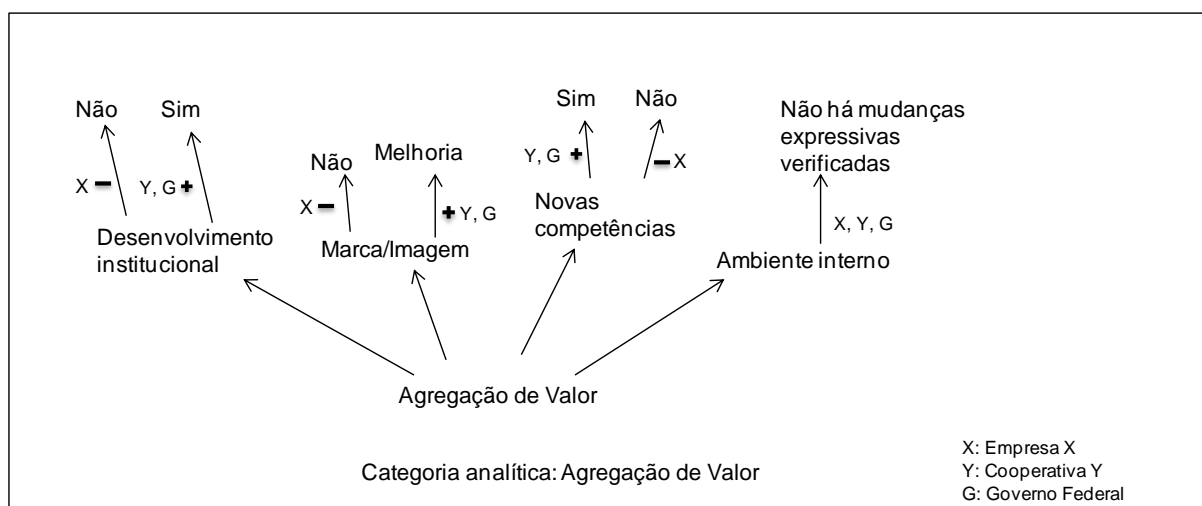 Não
Sim
X −
Y, G +
Desenvolvimento
institucional
Não
Melhoria
X −
+ Y, G
Marca/Imagem
Sim
Não
Y, G +
− X
Novas
competências
Não há mudanças
expressivas
verificadas
X, Y, G
Ambiente interno
Agregação de Valor
Categoria analítica: Agregação de Valor
X: Empresa X
Y: Cooperativa Y
G: Governo Federal